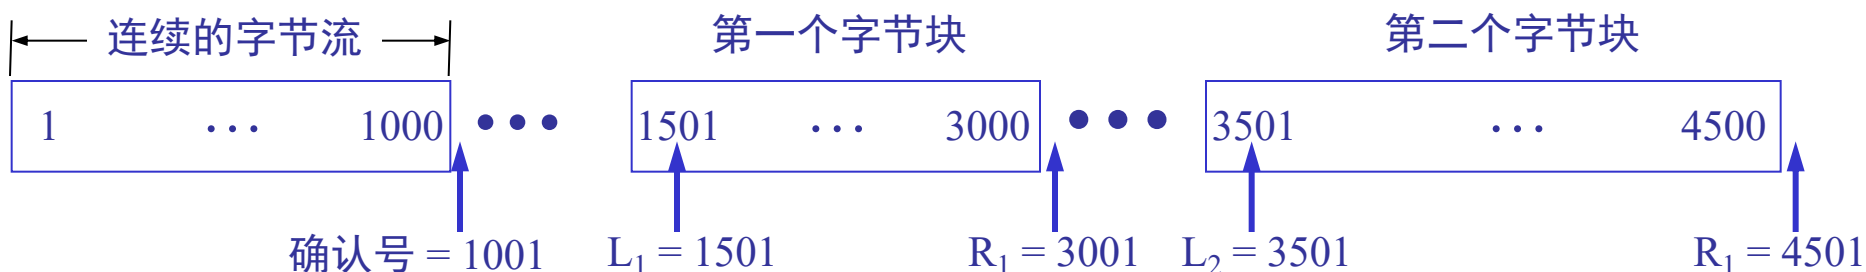 连续的字节流 第一个字节块 第二个字节块
1 ··· 1000 ••• 1501 ··· 3000 ••• 3501 ··· 4500
确认号 = 1001 L₁ = 1501 R₁ = 3001 L₂ = 3501 R₁ = 4501